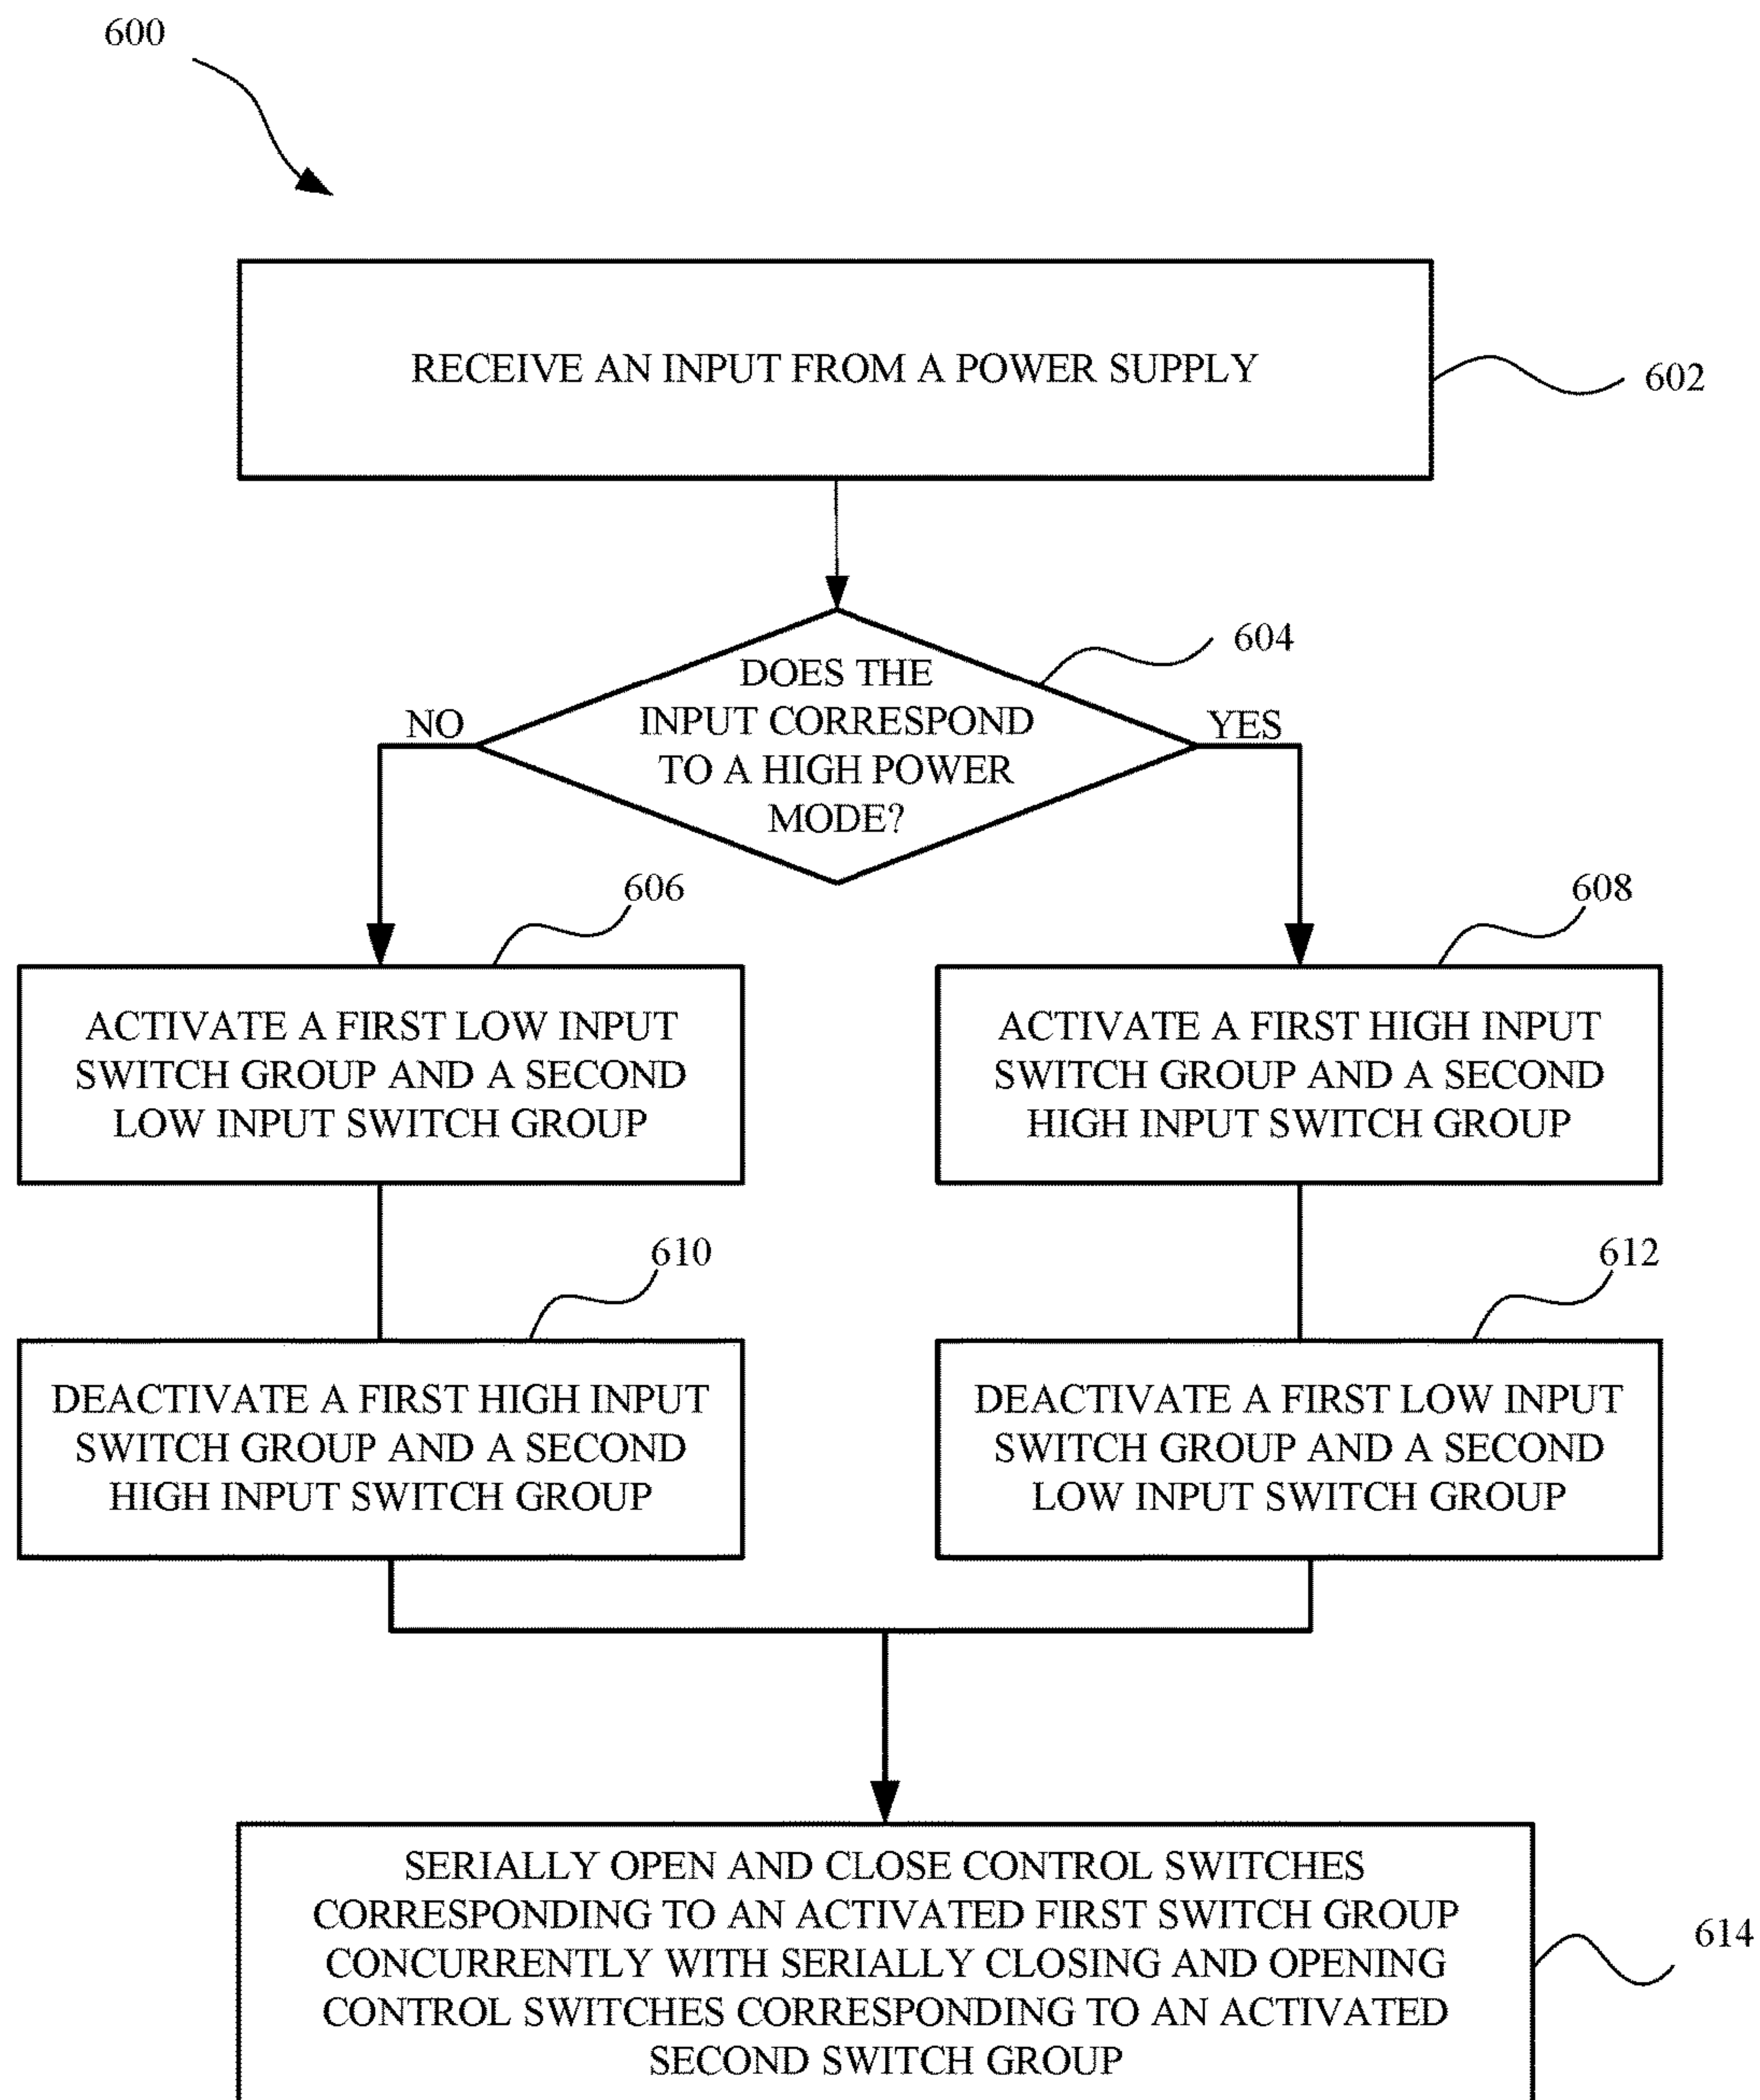 600
RECEIVE AN INPUT FROM A POWER SUPPLY
602
DOES THE
INPUT CORRESPOND
TO A HIGH POWER
MODE?
604
NO
YES
606
ACTIVATE A FIRST LOW INPUT
SWITCH GROUP AND A SECOND
LOW INPUT SWITCH GROUP
608
ACTIVATE A FIRST HIGH INPUT
SWITCH GROUP AND A SECOND
HIGH INPUT SWITCH GROUP
610
DEACTIVATE A FIRST HIGH INPUT
SWITCH GROUP AND A SECOND
HIGH INPUT SWITCH GROUP
612
DEACTIVATE A FIRST LOW INPUT
SWITCH GROUP AND A SECOND
LOW INPUT SWITCH GROUP
SERIALLY OPEN AND CLOSE CONTROL SWITCHES
CORRESPONDING TO AN ACTIVATED FIRST SWITCH GROUP
CONCURRENTLY WITH SERIALLY CLOSING AND OPENING
CONTROL SWITCHES CORRESPONDING TO AN ACTIVATED
SECOND SWITCH GROUP
614